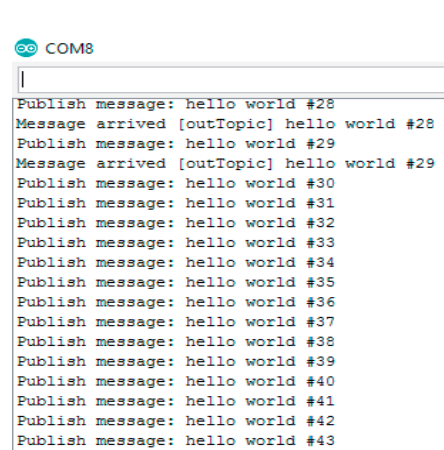 COM8
Publish message: hello world #28
Message arrived [outTopic] hello world #28
Publish message: hello world #29
Message arrived [outTopic] hello world #29
Publish message: hello world #30
Publish message: hello world #31
Publish message: hello world #32
Publish message: hello world #33
Publish message: hello world #34
Publish message: hello world #35
Publish message: hello world #36
Publish message: hello world #37
Publish message: hello world #38
Publish message: hello world #39
Publish message: hello world #40
Publish message: hello world #41
Publish message: hello world #42
Publish message: hello world #43